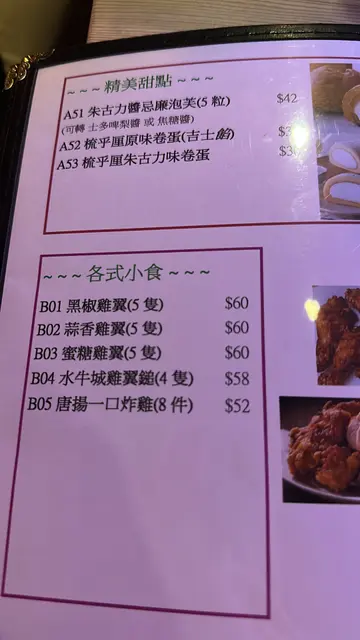 ~ ~ ~ 精美甜點 ~ ~ ~
A51 朱古力醬忌廉泡芙(5 粒) $42
(可轉 士多啤梨醬 或 焦糖醬)
A52 梳乎厘原味卷蛋(吉士餡)
A53 梳乎厘朱古力味卷蛋
~ ~ ~ 各式小食 ~ ~ ~
B01 黑椒雞翼(5 隻) $60
B02 蒜香雞翼(5 隻) $60
B03 蜜糖雞翼(5 隻) $60
B04 水牛城雞翼鎚(4 隻) $58
B05 唐揚一口炸雞(8 件) $52